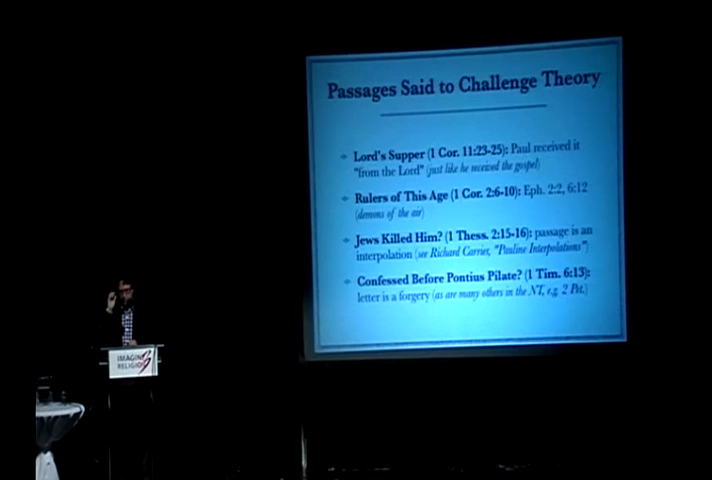 Passages Said to Challenge Theory
Lord's Supper (1 Cor. 11:23-25): Paul received it
"from the Lord" (just like he received the gospel)
Rulers of This Age (1 Cor. 2:6-10): Eph. 2:2, 6:12
(demons of the air)
Jews Killed Him? (1 Thess. 2:15-16): passage is an
interpolation (see Richard Carrier, "Pauline Interpolations")
Confessed Before Pontius Pilate? (1 Tim. 6:13):
letter is a forgery (as are many others in the NT, e.g. 2 Pet.)
IMAGINE
RELIGION